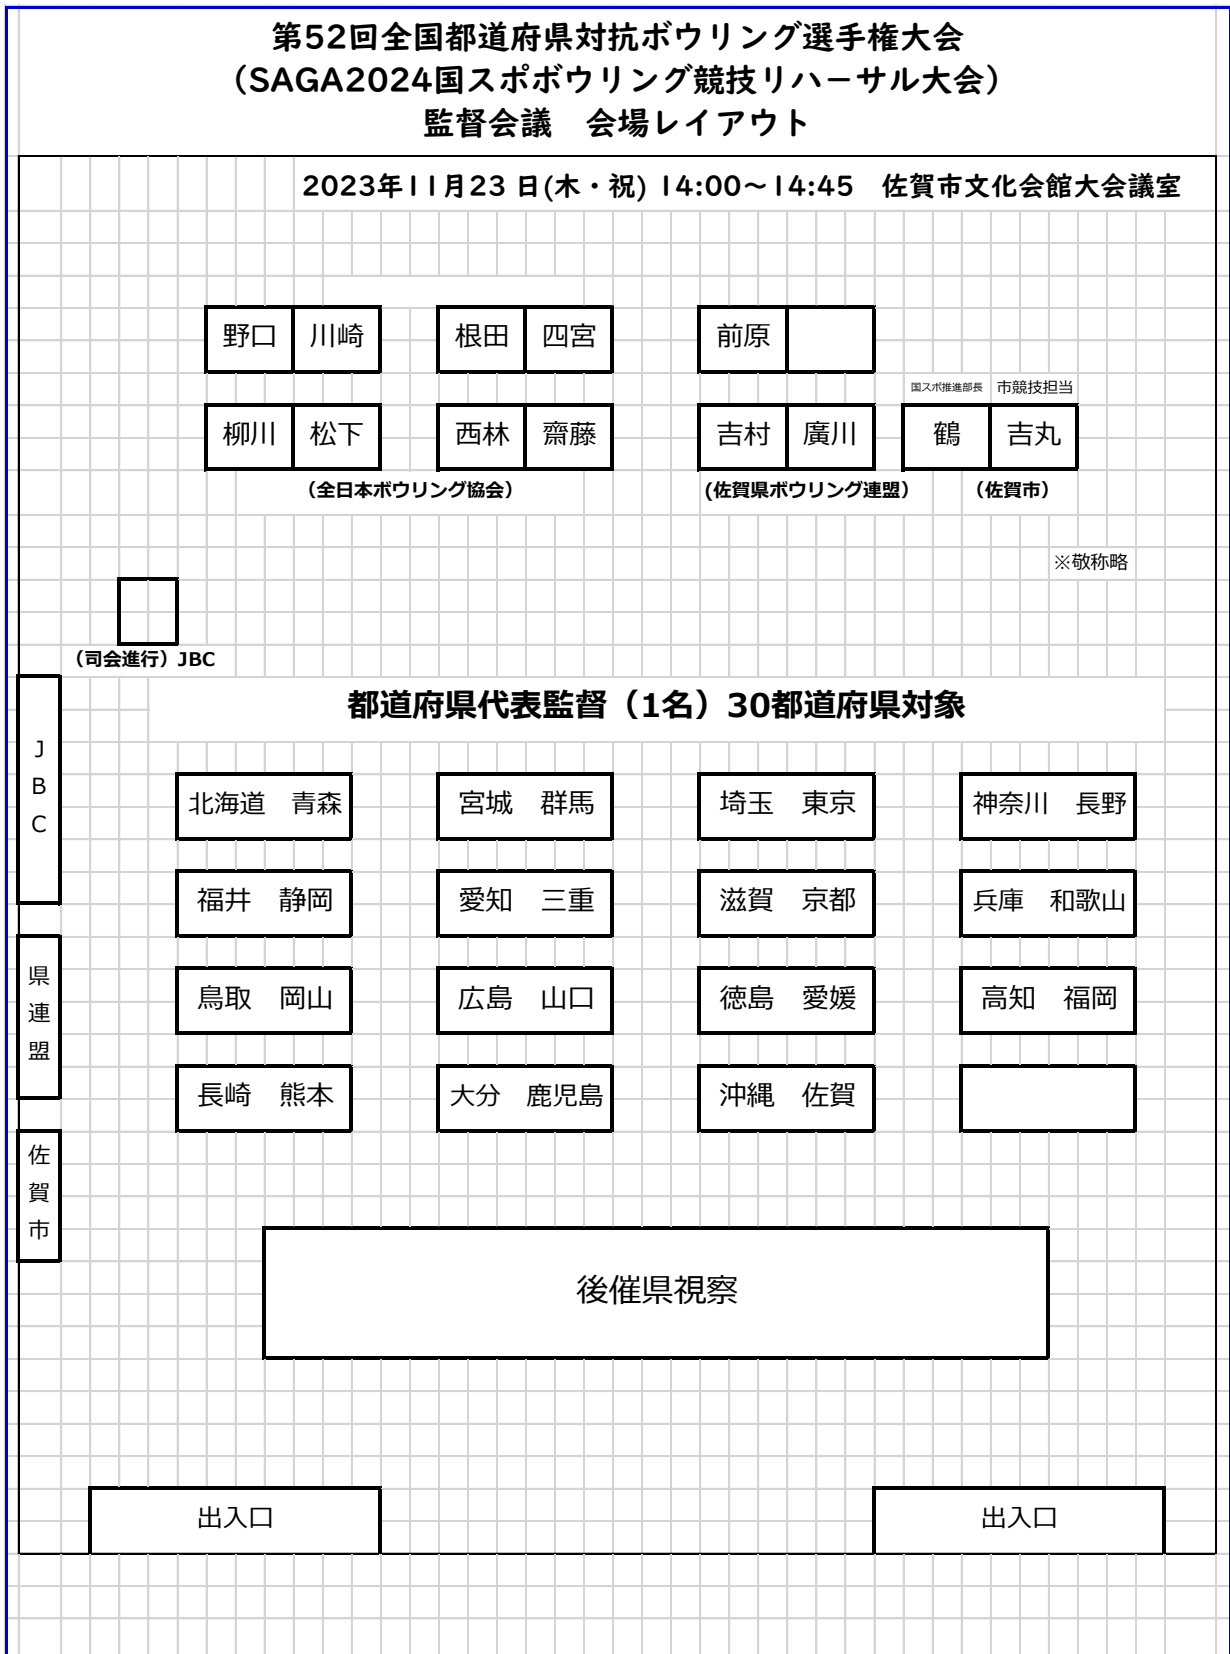 第52回全国都道府県対抗ボウリング選手権大会
（SAGA2024国スポボウリング競技リハーサル大会）
監督会議　会場レイアウト
2023年11月23 日(木・祝) 14:00～14:45　佐賀市文化会館大会議室
野口 川崎 根田 四宮 前原
国スポ推進部長 市競技担当
柳川 松下 西林 齋藤 吉村 廣川 鶴 吉丸
（全日本ボウリング協会） (佐賀県ボウリング連盟） （佐賀市）
※敬称略
（司会進行）JBC
都道府県代表監督（1名）30都道府県対象
J
B
C
北海道　青森 宮城　群馬 埼玉　東京 神奈川　長野
福井　静岡 愛知　三重 滋賀　京都 兵庫　和歌山
県
連
盟
鳥取　岡山 広島　山口 徳島　愛媛 高知　福岡
長崎　熊本 大分　鹿児島 沖縄　佐賀
佐
賀
市
後催県視察
出入口 出入口